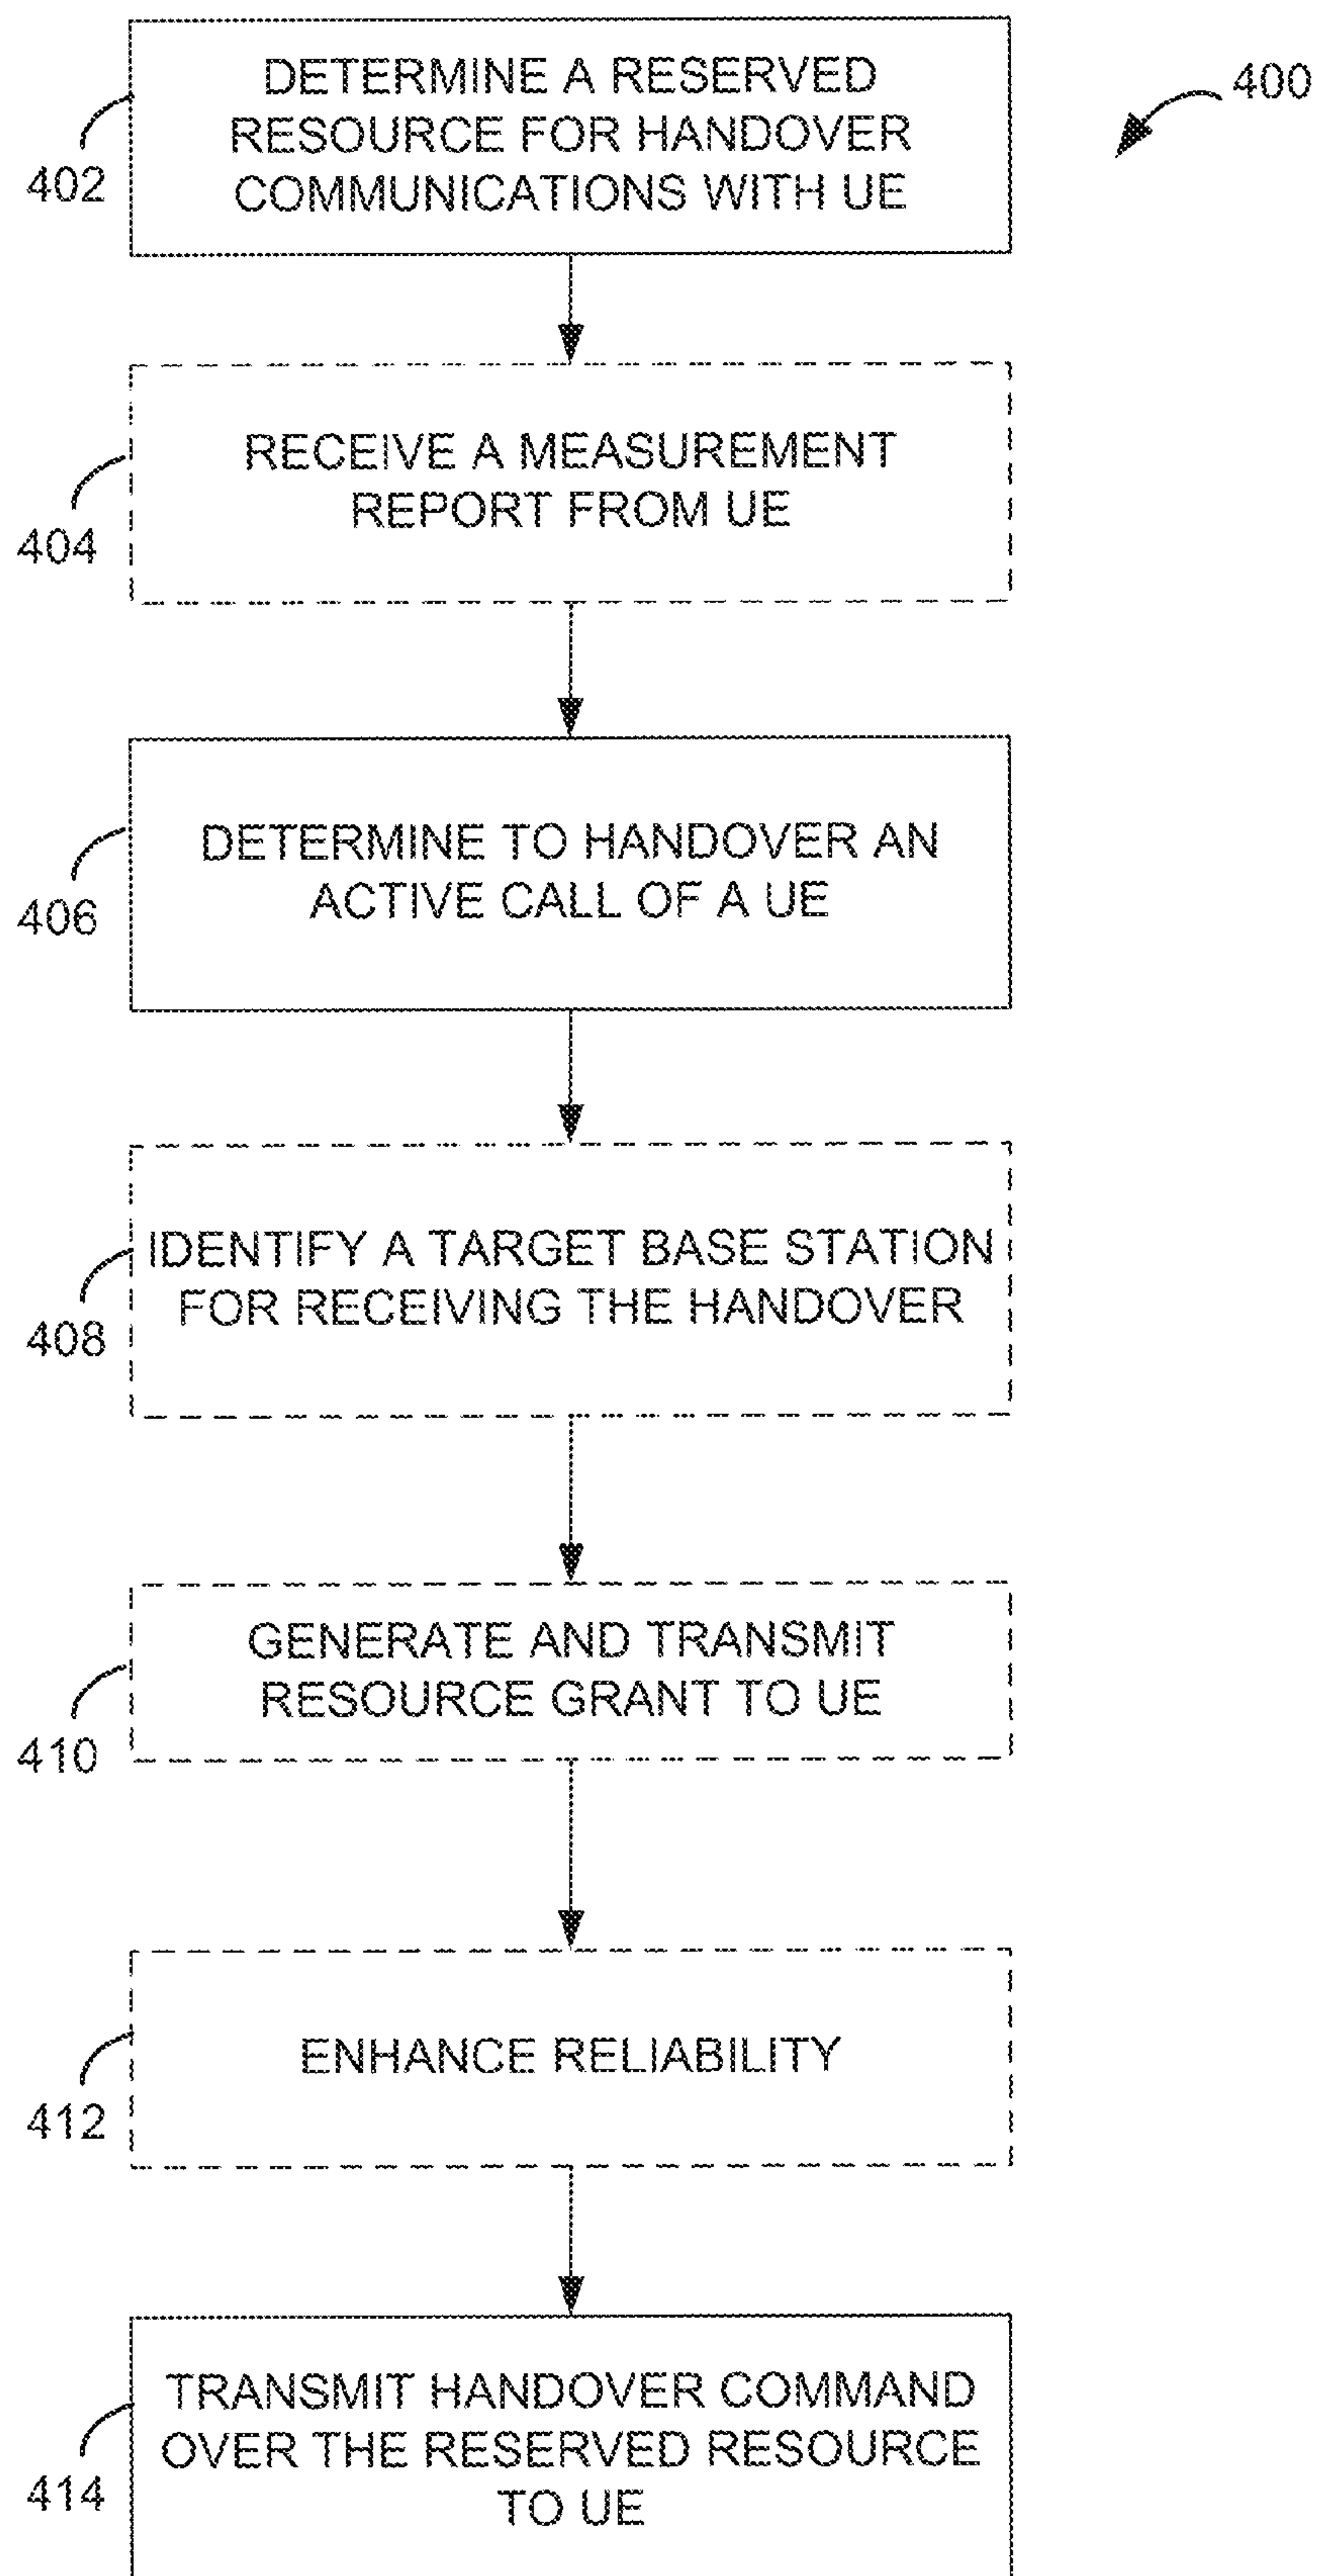 DETERMINE A RESERVED
RESOURCE FOR HANDOVER
COMMUNICATIONS WITH UE
400
402
RECEIVE A MEASUREMENT
REPORT FROM UE
404
DETERMINE TO HANDOVER AN
ACTIVE CALL OF A UE
406
IDENTIFY A TARGET BASE STATION
FOR RECEIVING THE HANDOVER
408
GENERATE AND TRANSMIT
RESOURCE GRANT TO UE
410
ENHANCE RELIABILITY
412
TRANSMIT HANDOVER COMMAND
OVER THE RESERVED RESOURCE
TO UE
414